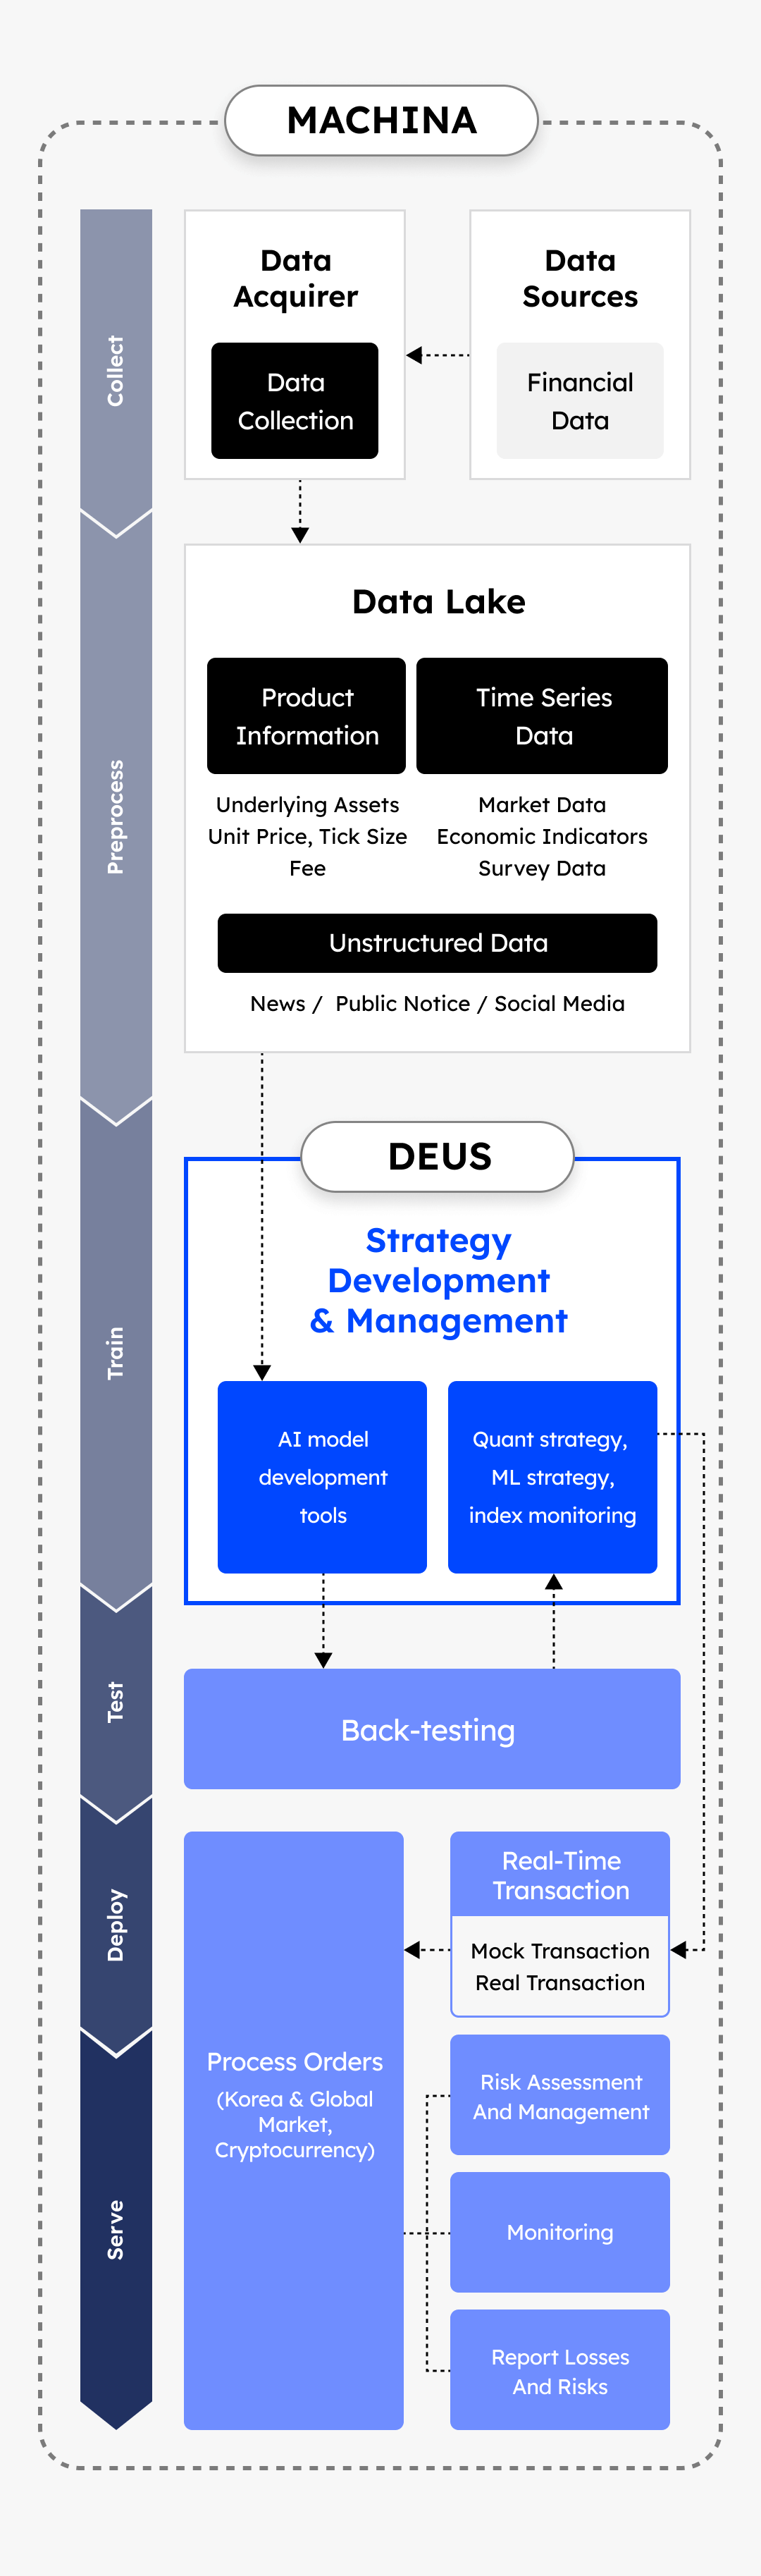 MACHINA
Collect
Data
Acquirer
Data
Collection
Data
Sources
Financial
Data
Preprocess
Data Lake
Product
Information
Underlying Assets
Unit Price, Tick Size
Fee
Time Series
Data
Market Data
Economic Indicators
Survey Data
Unstructured Data
News / Public Notice / Social Media
Train
DEUS
Strategy
Development
& Management
AI model
development
tools
Quant strategy,
ML strategy,
index monitoring
Test
Back-testing
Deploy
Real-Time
Transaction
Mock Transaction
Real Transaction
Serve
Process Orders
(Korea & Global
Market,
Cryptocurrency)
Risk Assessment
And Management
Monitoring
Report Losses
And Risks